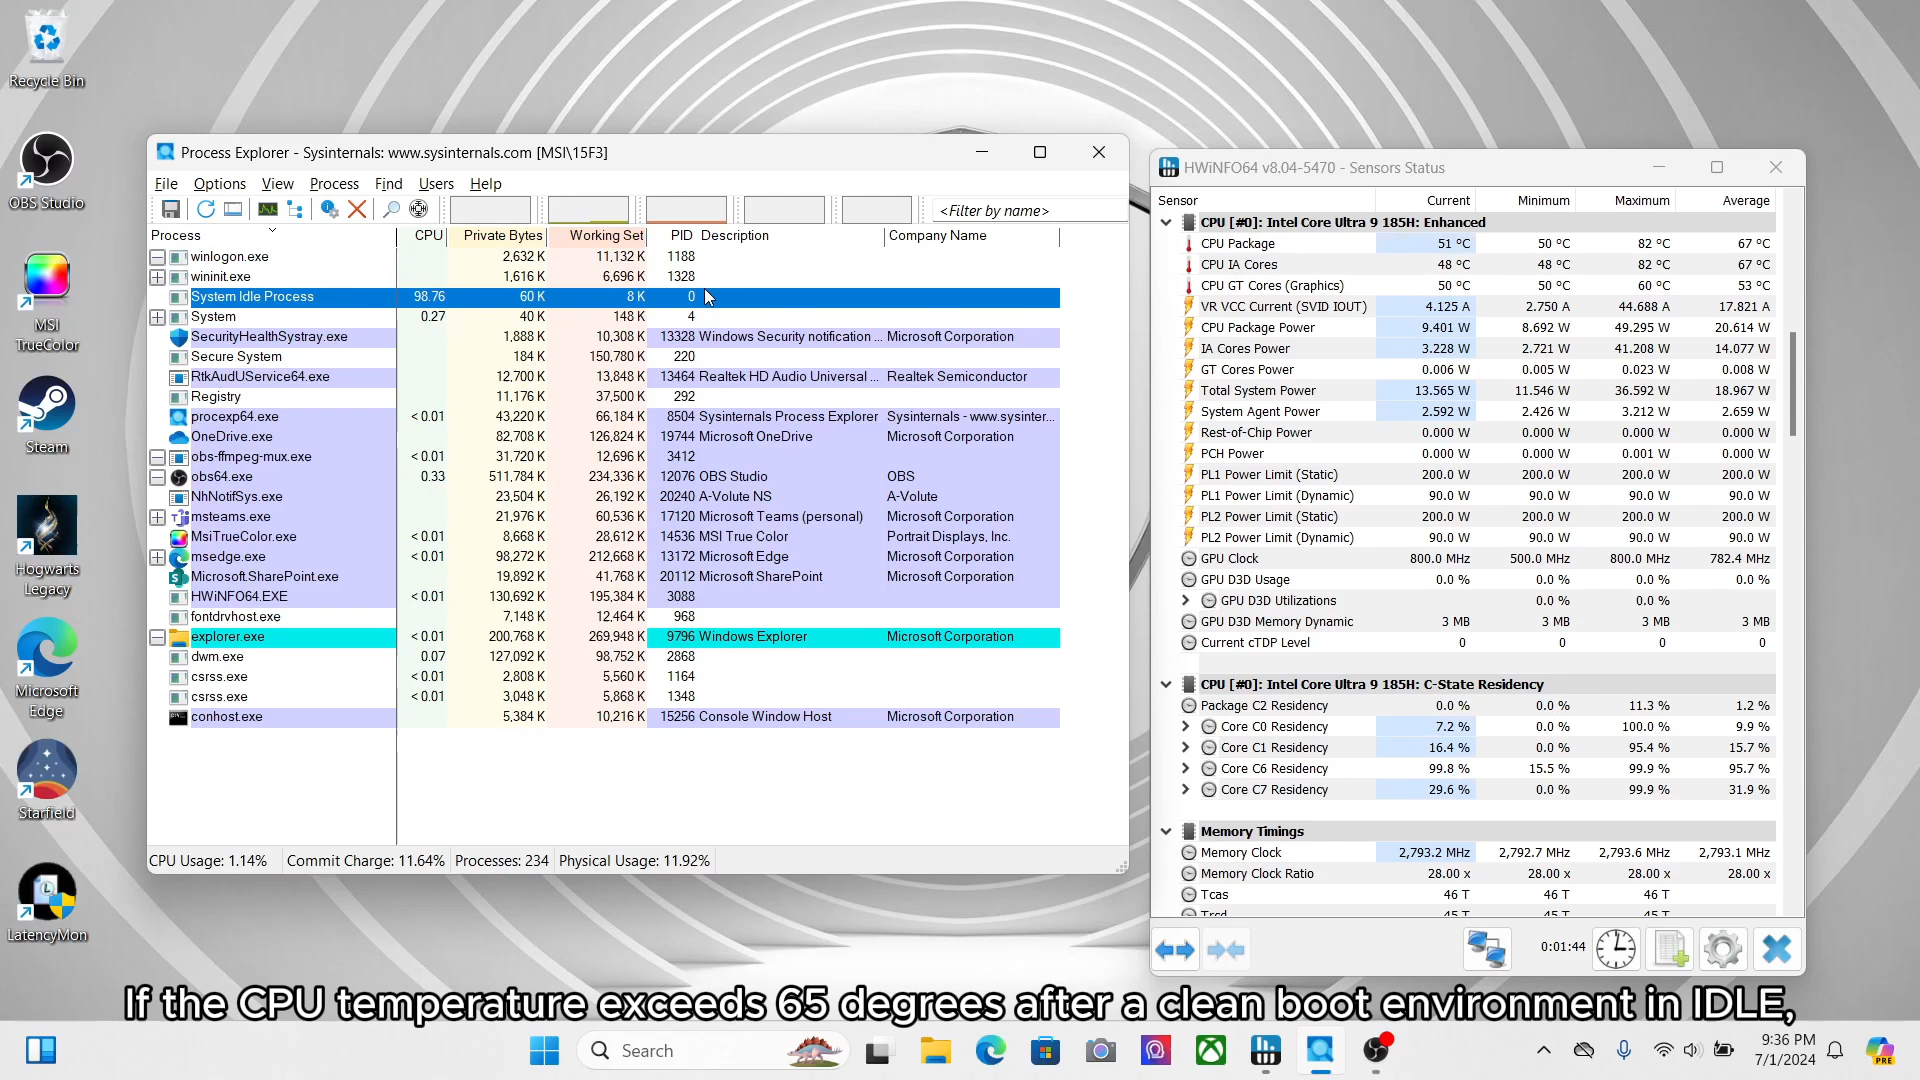 Recycle Bin
OBS Studio
MSI
TrueColor
Steam
Hogwarts
Legacy
Microsoft
Edge
Starfield
LatencyMon
Process Explorer - Sysinternals: www.sysinternals.com [MSI\15F3]
File Options View Process Find Users Help
<Filter by name>
Process CPU Private Bytes Working Set PID Description Company Name
winlogon.exe 2,632 K 11,132 K 1188
wininit.exe 1,616 K 6,696 K 1328
System Idle Process 98.76 60 K 8 K 0
System 0.27 40 K 148 K 4
SecurityHealthSystray.exe 1,888 K 9,308 K 13328 Windows Security notification ... Microsoft Corporation
Secure System 184 K 150,780 K 220
RtkAudUService64.exe 12,700 K 13,848 K 13464 Realtek HD Audio Universal ... Realtek Semiconductor
Registry 11,176 K 37,500 K 292
procexp64.exe < 0.01 43,220 K 66,184 K 8504 Sysinternals Process Explorer Sysinternals - www.sysinter...
OneDrive.exe 82,708 K 126,824 K 19744 Microsoft OneDrive Microsoft Corporation
obs-ffmpeg-mux.exe < 0.01 31,720 K 12,696 K 3412
obs64.exe 0.33 511,784 K 234,336 K 12076 OBS Studio OBS
NhNotifSys.exe 23,504 K 26,192 K 20240 A-Volute NS A-Volute
msteams.exe 21,976 K 60,536 K 17120 Microsoft Teams (personal) Microsoft Corporation
MsiTrueColor.exe < 0.01 8,668 K 28,612 K 14536 MSI True Color Portrait Displays, Inc.
msedge.exe < 0.01 98,272 K 212,668 K 13172 Microsoft Edge Microsoft Corporation
Microsoft.SharePoint.exe 19,892 K 41,768 K 20112 Microsoft SharePoint Microsoft Corporation
HWiNFO64.EXE < 0.01 130,692 K 195,384 K 3088
fontdrvhost.exe 7,148 K 12,464 K 968
explorer.exe < 0.01 200,768 K 269,948 K 9796 Windows Explorer Microsoft Corporation
dwm.exe 0.07 127,092 K 98,752 K 2868
csrss.exe < 0.01 2,808 K 5,560 K 1164
csrss.exe < 0.01 3,048 K 5,868 K 1348
conhost.exe 5,384 K 10,216 K 15256 Console Window Host Microsoft Corporation
CPU Usage: 1.14% Commit Charge: 11.64% Processes: 234 Physical Usage: 11.92%
HWiNFO64 v8.04-5470 - Sensors Status
Sensor Current Minimum Maximum Average
CPU [#0]: Intel Core Ultra 9 185H: Enhanced
CPU Package 51 °C 50 °C 82 °C 67 °C
CPU IA Cores 48 °C 48 °C 82 °C 67 °C
CPU GT Cores (Graphics) 50 °C 50 °C 60 °C 53 °C
VR VCC Current (SVID IOUT) 4.125 A 2.750 A 44.688 A 17.821 A
CPU Package Power 9.401 W 8.692 W 49.295 W 20.614 W
IA Cores Power 3.228 W 2.721 W 41.208 W 14.077 W
GT Cores Power 0.006 W 0.005 W 0.023 W 0.008 W
Total System Power 13.565 W 11.546 W 36.592 W 18.967 W
System Agent Power 2.592 W 2.426 W 3.212 W 2.659 W
Rest-of-Chip Power 0.000 W 0.000 W 0.000 W 0.000 W
PCH Power 0.000 W 0.000 W 0.001 W 0.000 W
PL1 Power Limit (Static) 200.0 W 200.0 W 200.0 W 200.0 W
PL1 Power Limit (Dynamic) 90.0 W 90.0 W 90.0 W 90.0 W
PL2 Power Limit (Static) 200.0 W 200.0 W 200.0 W 200.0 W
PL2 Power Limit (Dynamic) 90.0 W 90.0 W 90.0 W 90.0 W
GPU Clock 800.0 MHz 500.0 MHz 800.0 MHz 782.4 MHz
GPU D3D Usage 0.0 % 0.0 % 0.0 % 0.0 %
GPU D3D Utilizations 0.0 % 0.0 %
GPU D3D Memory Dynamic 3 MB 3 MB 3 MB 3 MB
Current cTDP Level 0 0 0 0
CPU [#0]: Intel Core Ultra 9 185H: C-State Residency
Package C2 Residency 0.0 % 0.0 % 11.3 % 1.2 %
Core C0 Residency 7.2 % 0.0 % 100.0 % 9.9 %
Core C1 Residency 16.4 % 0.0 % 95.4 % 15.7 %
Core C6 Residency 99.8 % 15.5 % 99.9 % 95.7 %
Core C7 Residency 29.6 % 0.0 % 99.9 % 31.9 %
Memory Timings
Memory Clock 2,793.2 MHz 2,792.7 MHz 2,793.6 MHz 2,793.1 MHz
Memory Clock Ratio 28.00 x 28.00 x 28.00 x 28.00 x
Tcas 46 T 46 T 46 T
Trcd 45 T 45 T 45 T
0:01:44
If the CPU temperature exceeds 65 degrees after a clean boot environment in IDLE,
Search
9:36 PM
7/1/2024
PRE